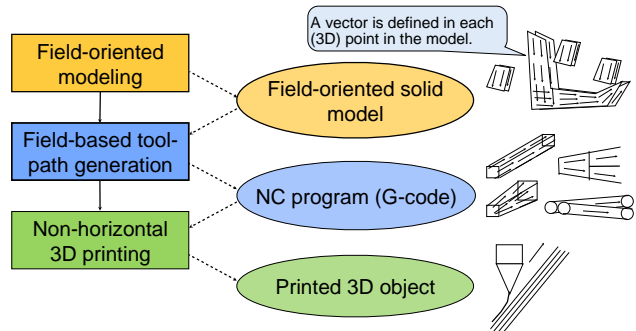 A vector is defined in each
(3D) point in the model.
Field-oriented
modeling
Field-oriented solid
model
Field-based tool-
path generation
NC program (G-code)
Non-horizontal
3D printing
Printed 3D object